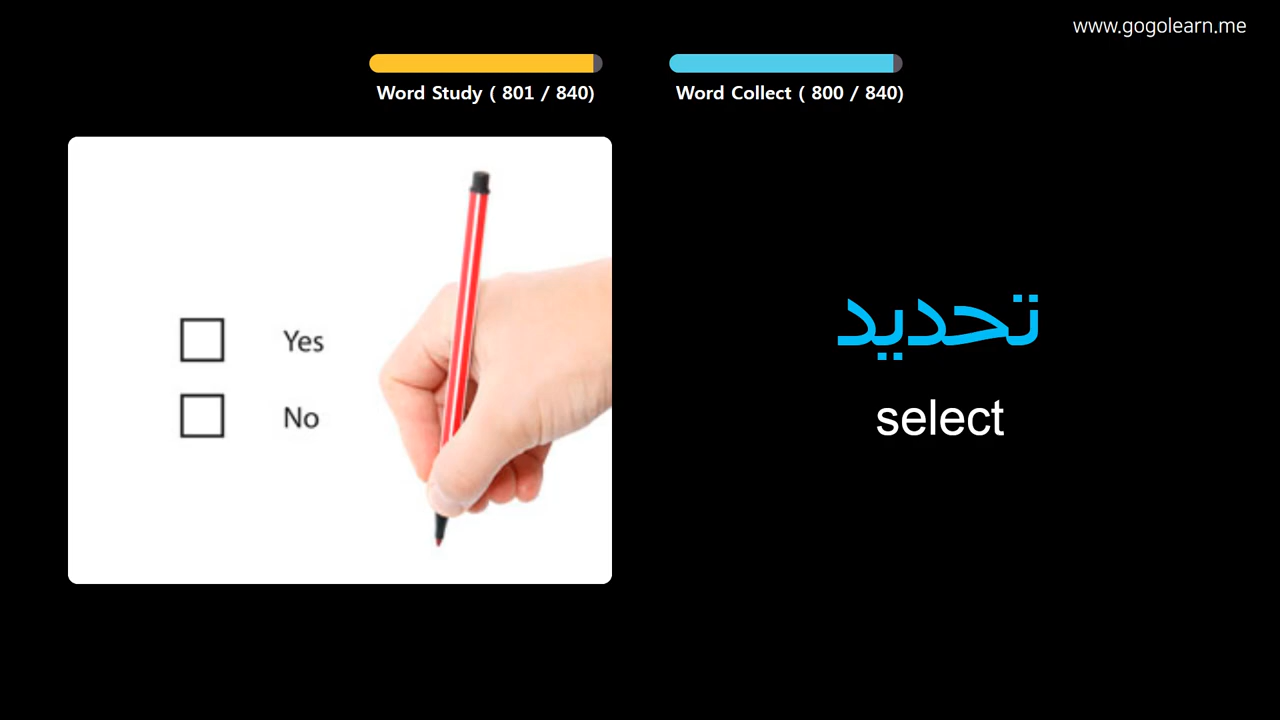 www.gogolearn.me
Word Study ( 801 / 840)
Word Collect ( 800 / 840)
Yes
No
تحديد
select